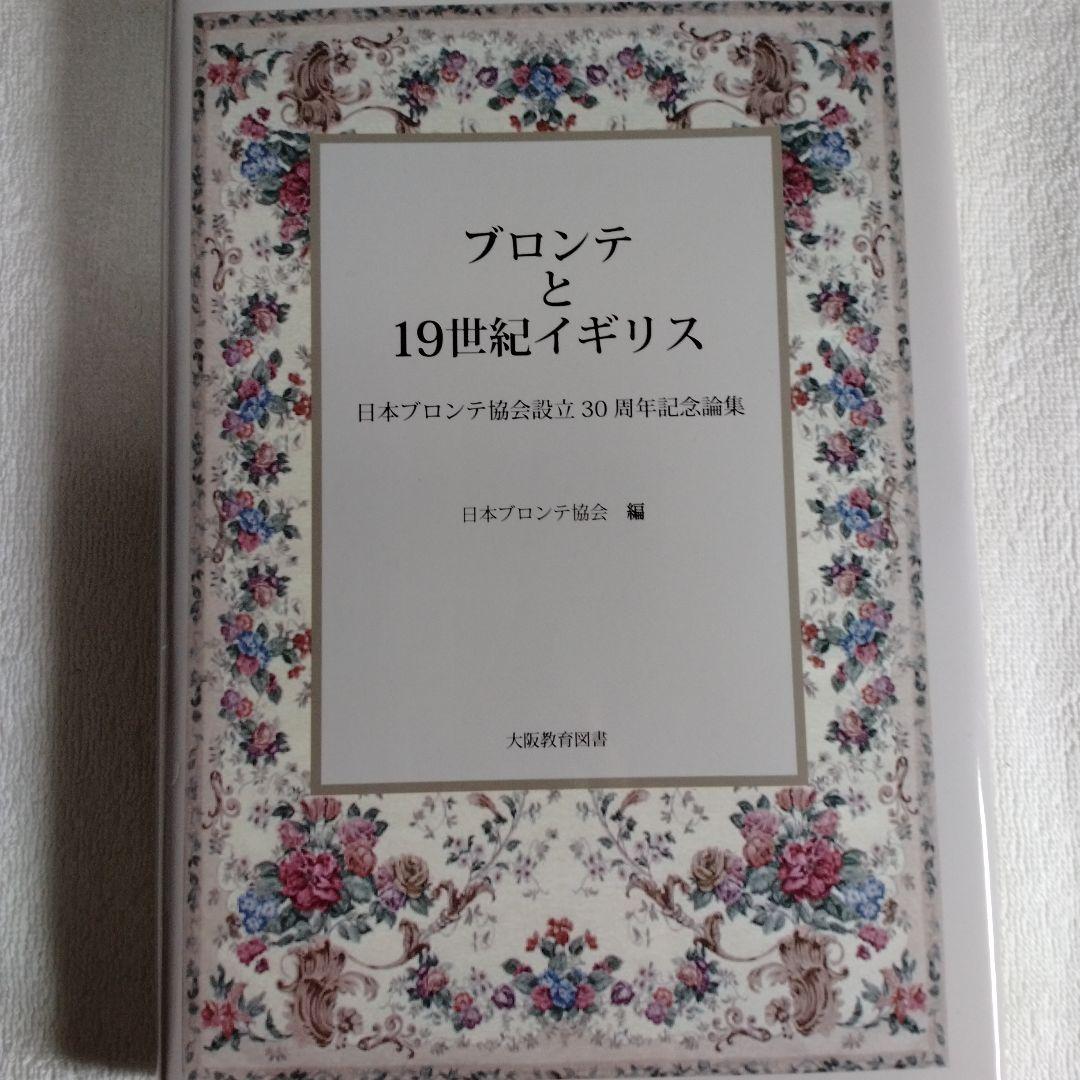 ブロンテ
と
19世紀イギリス
日本ブロンテ協会設立 30 周年記念論集
日本ブロンテ協会　編
大阪教育図書